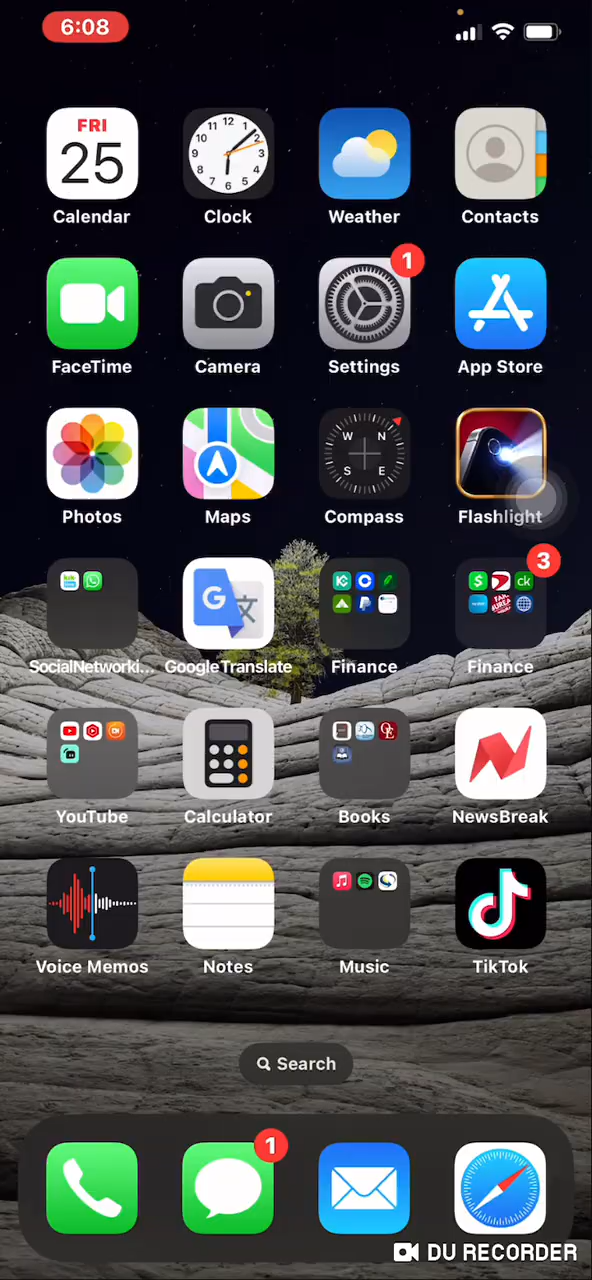 6:08
FRI
25
Calendar
Clock
Weather
Contacts
1
FaceTime
Camera
Settings
App Store
Photos
Maps
Compass
Flashlight
3
SocialNetworki...
GoogleTranslate
Finance
Finance
YouTube
Calculator
Books
NewsBreak
Voice Memos
Notes
Music
TikTok
Search
1
DU RECORDER